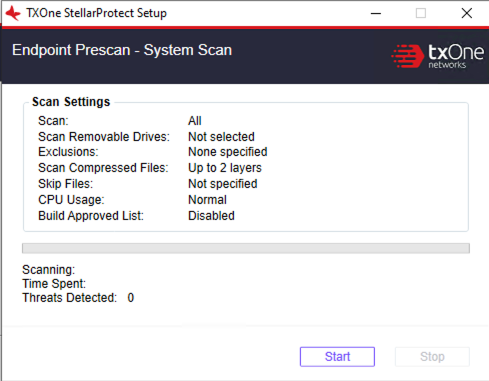 TXOne StellarProtect Setup
Endpoint Prescan - System Scan
txOne
networks
Scan Settings
Scan: All
Scan Removable Drives: Not selected
Exclusions: None specified
Scan Compressed Files: Up to 2 layers
Skip Files: Not specified
CPU Usage: Normal
Build Approved List: Disabled
Scanning:
Time Spent:
Threats Detected: 0
Start Stop